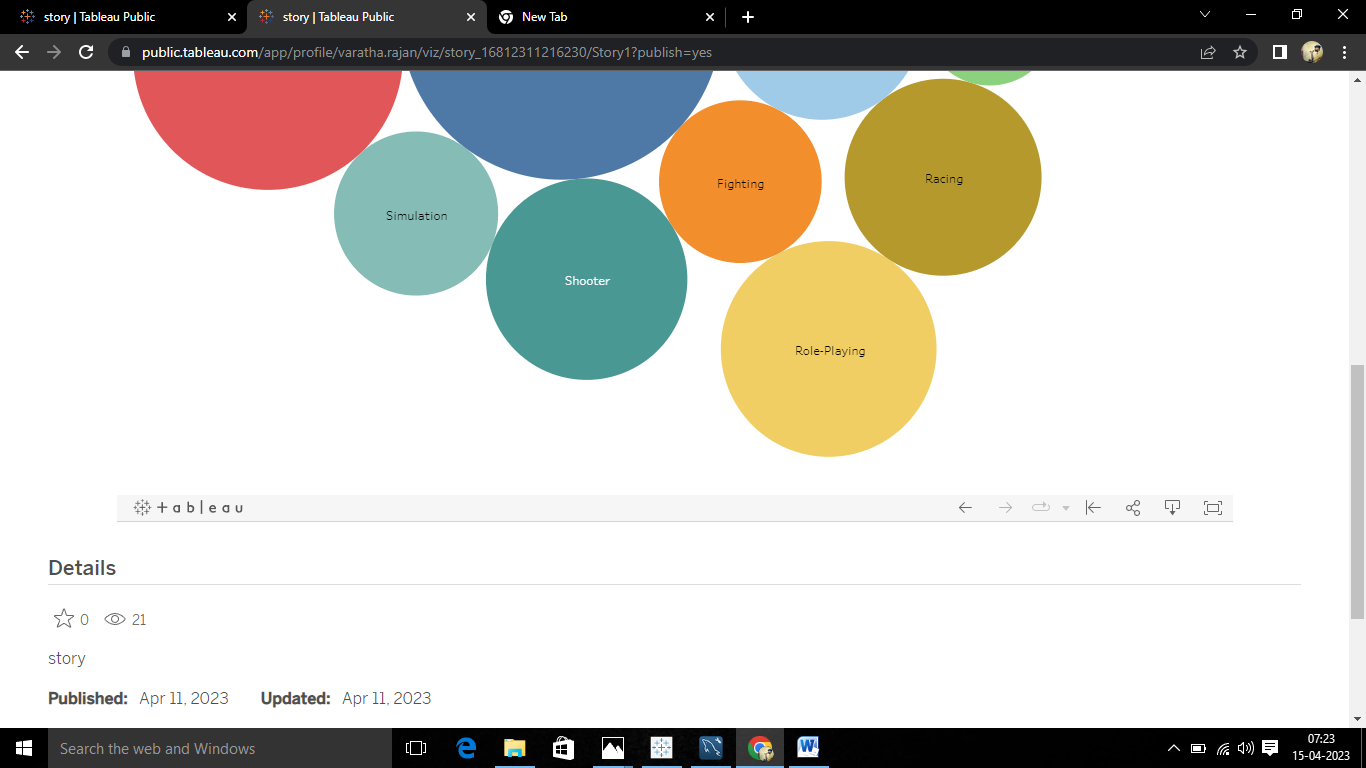 story | Tableau Public
story | Tableau Public
New Tab
public.tableau.com/app/profile/varatha.rajan/viz/story_16812311216230/Story1?publish=yes
Fighting
Racing
Simulation
Shooter
Role-Playing
+ a b | e a u
Details
0 21
story
Published: Apr 11, 2023 Updated: Apr 11, 2023
Search the web and Windows
07:23
15-04-2023